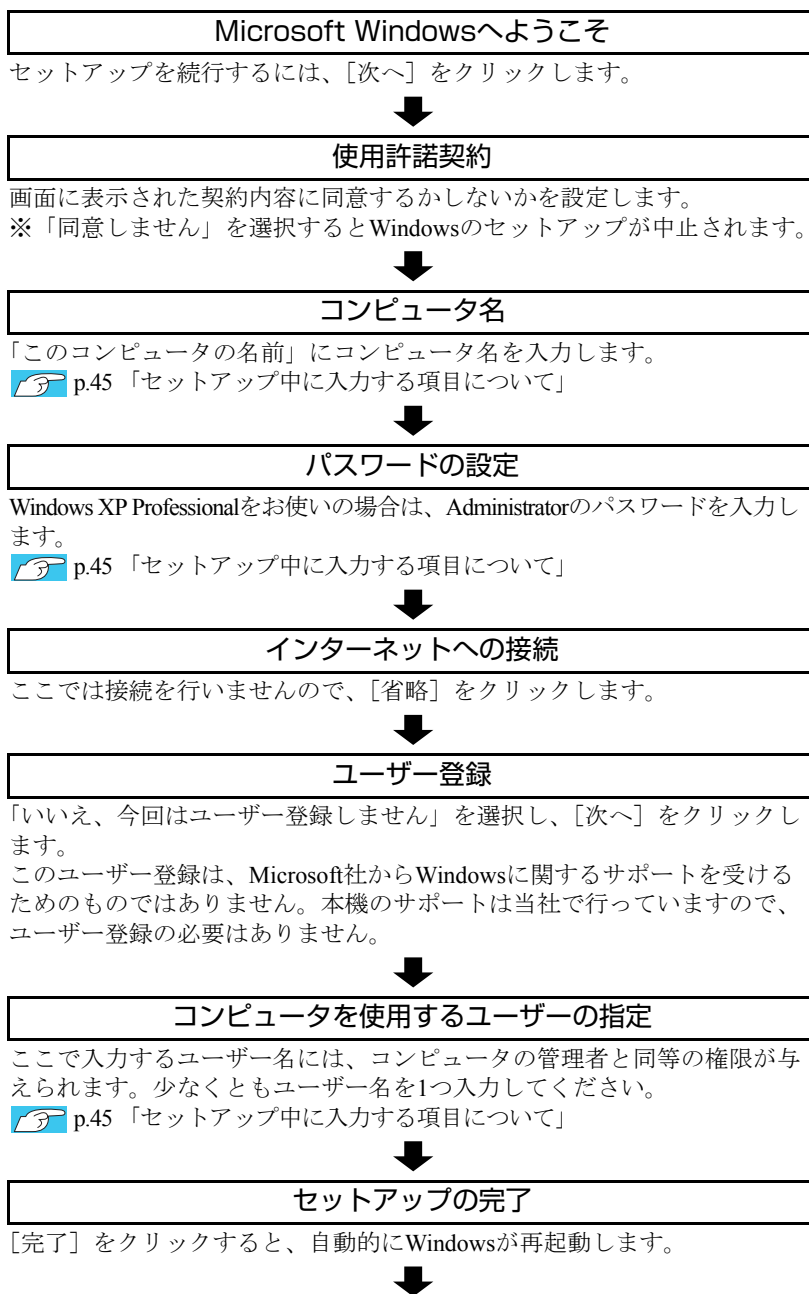 Microsoft Windowsへようこそ
セットアップを続行するには、［次へ］をクリックします。
使用許諾契約
画面に表示された契約内容に同意するかしないかを設定します。
※「同意しません」を選択するとWindowsのセットアップが中止されます。
コンピュータ名
「このコンピュータの名前」にコンピュータ名を入力します。
p.45 「セットアップ中に入力する項目について」
パスワードの設定
Windows XP Professionalをお使いの場合は、Administratorのパスワードを入力し
ます。
p.45 「セットアップ中に入力する項目について」
インターネットへの接続
ここでは接続を行いませんので、［省略］をクリックします。
ユーザー登録
「いいえ、今回はユーザー登録しません」を選択し、［次へ］をクリックし
ます。
このユーザー登録は、Microsoft社からWindowsに関するサポートを受ける
ためのものではありません。本機のサポートは当社で行っていますので、
ユーザー登録の必要はありません。
コンピュータを使用するユーザーの指定
ここで入力するユーザー名には、コンピュータの管理者と同等の権限が与
えられます。少なくともユーザー名を1つ入力してください。
p.45 「セットアップ中に入力する項目について」
セットアップの完了
［完了］をクリックすると、自動的にWindowsが再起動します。